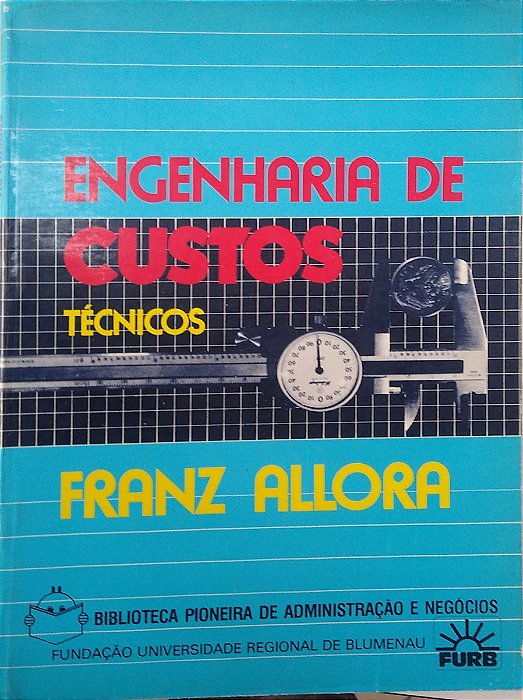 ENGENHARIA DE
CUSTOS
TÉCNICOS
FRANZ ALLORA
BIBLIOTECA PIONEIRA DE ADMINISTRAÇÃO E NEGÓCIOS
FUNDAÇÃO UNIVERSIDADE REGIONAL DE BLUMENAU
FURB